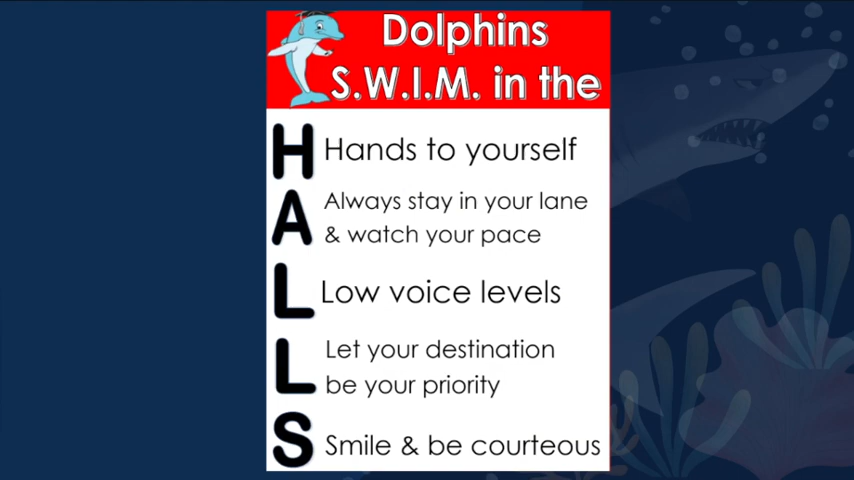 Dolphins
S.W.I.M. in the
H Hands to yourself
A Always stay in your lane
& watch your pace
L Low voice levels
L Let your destination
be your priority
S Smile & be courteous